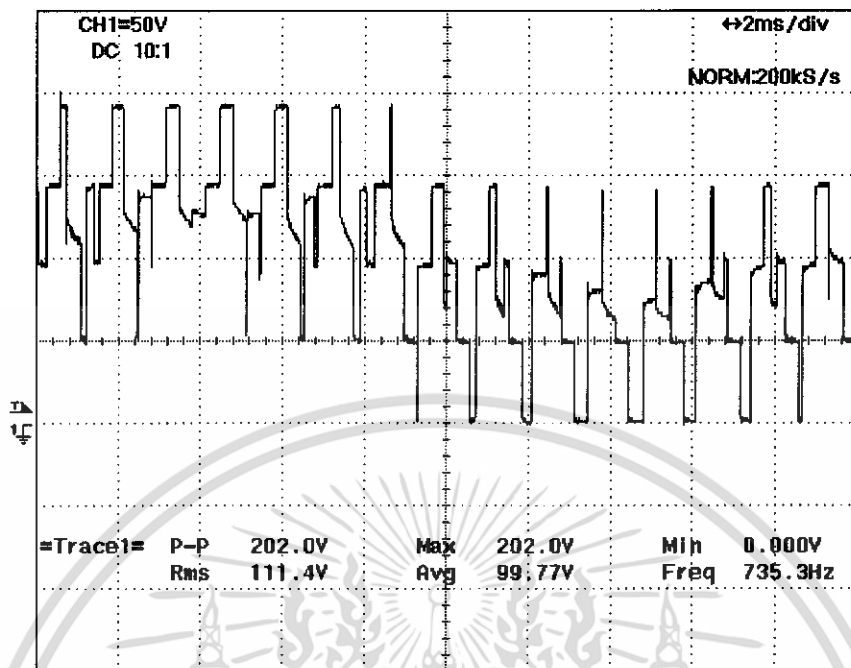 CH1=50V
DC 10:1
↔2ms/div
NORM:200kS/s
T
1
=Trace1= P-P 202.0V Max 202.0V Min 0.000V
Rms 111.4V Avg 99.77V Freq 735.3Hz